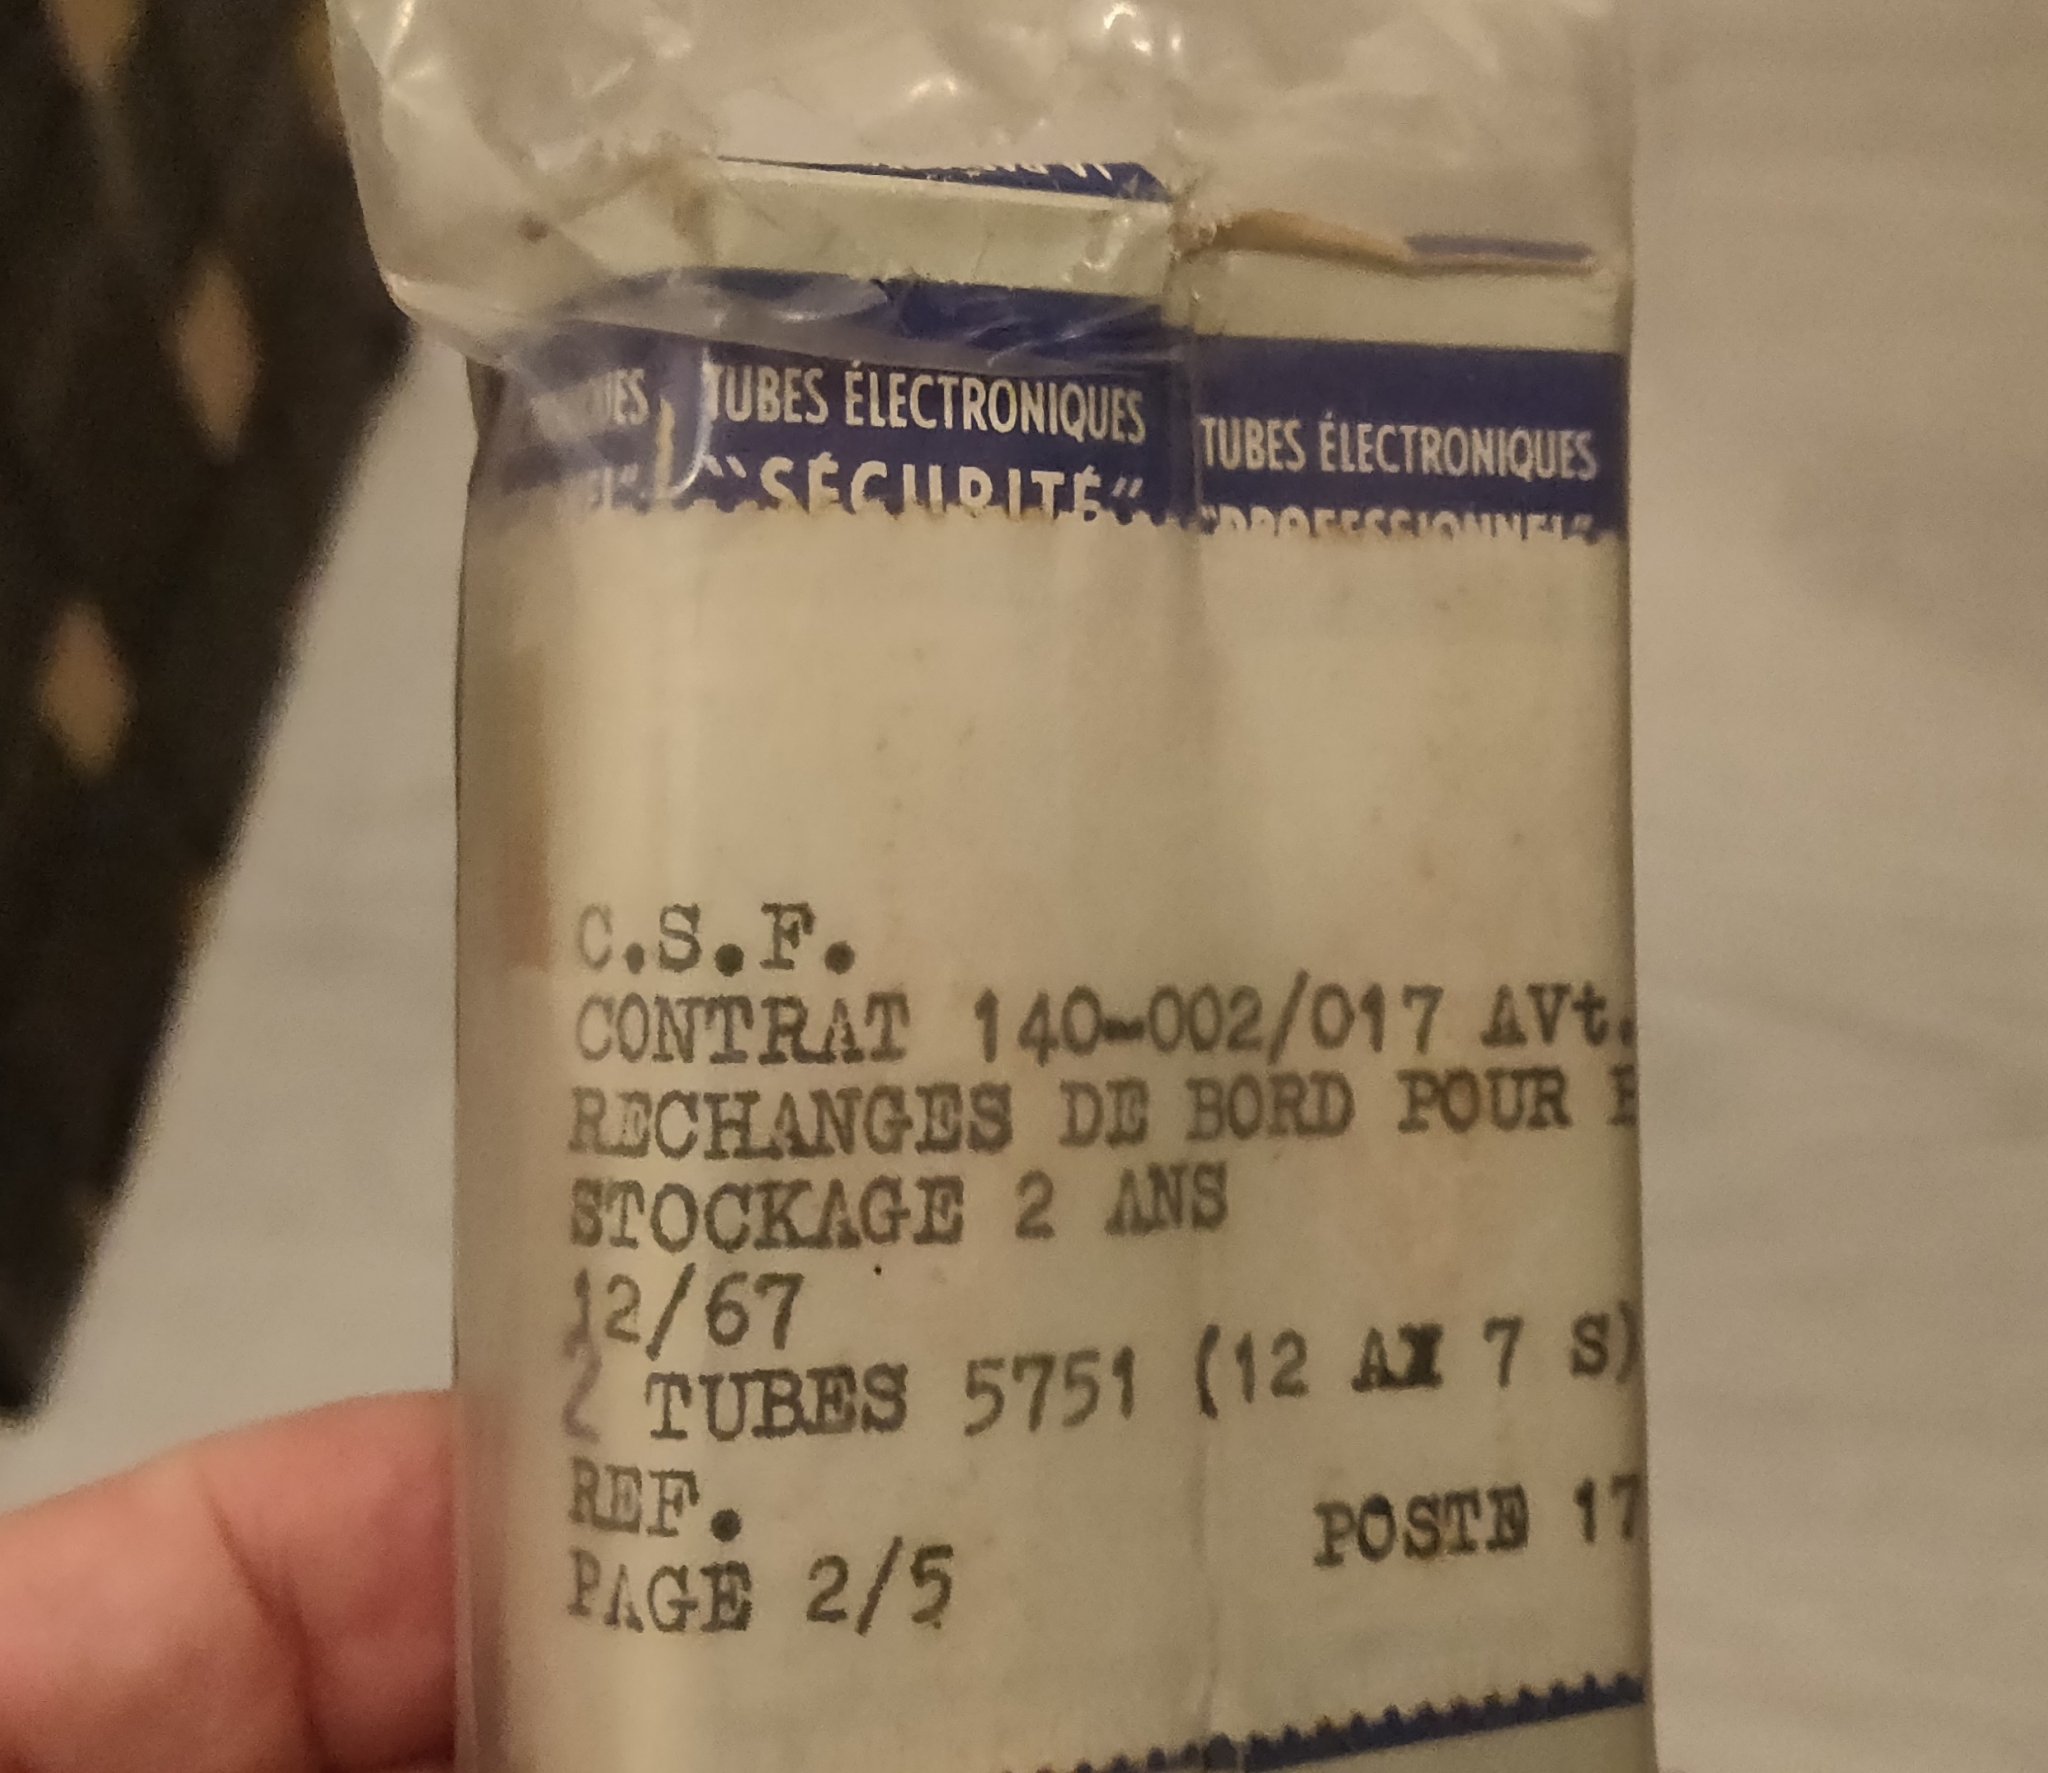 TUBES ÉLECTRONIQUES
"SÉCURITÉ"
TUBES ÉLECTRONIQUES
"PROFESSIONNEL"
C.S.F.
CONTRAT 140-002/017 AVt.
RECHANGES DE BORD POUR
STOCKAGE 2 ANS
12/67
2 TUBES 5751 (12 AX 7 S)
REF. POSTE 17
PAGE 2/5